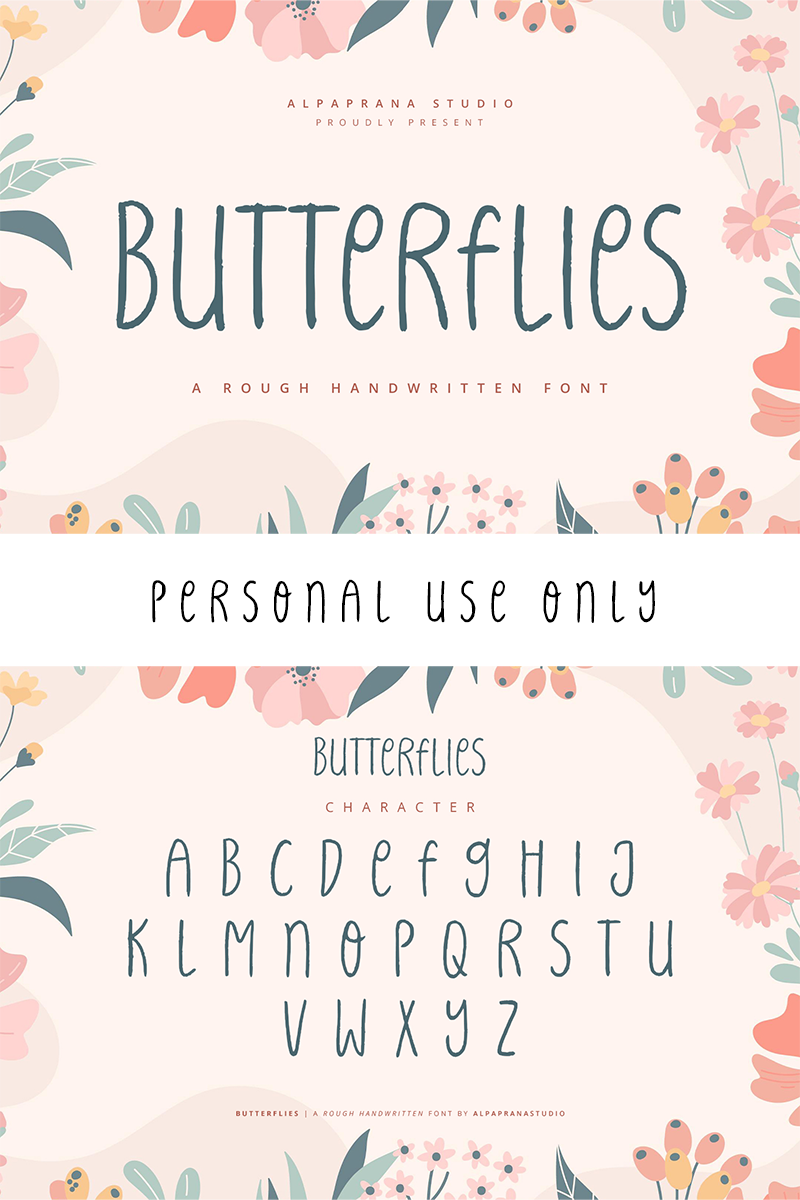 ALPAPRANA STUDIO
PROUDLY PRESENT
BUTTeRfLIeS
A ROUGH HANDWRITTEN FONT
PeRSONAL USe ONLY
BUTTeRfLIeS
CHARACTER
A B C D e f g H I J
K L M N O P Q R S T U
V W X Y Z
BUTTERFLIES | A ROUGH HANDWRITTEN FONT BY ALPAPRANASTUDIO